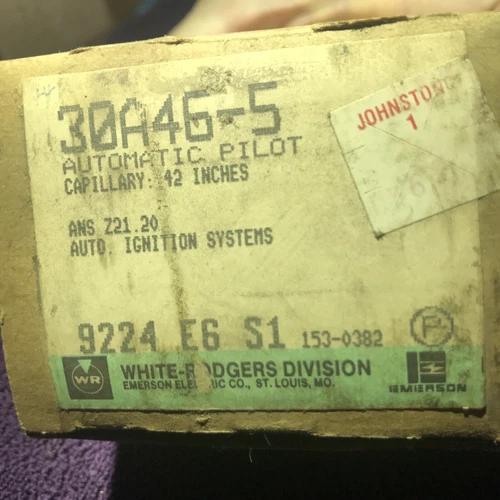 30A46-5
AUTOMATIC PILOT
CAPILLARY: 42 INCHES
JOHNSTONE
1
ANS Z21.20
AUTO. IGNITION SYSTEMS
9224 E6 S1 153-0382 P
WR
WHITE-RODGERS DIVISION
EMERSON ELECTRIC CO., ST. LOUIS, MO.
EMERSON